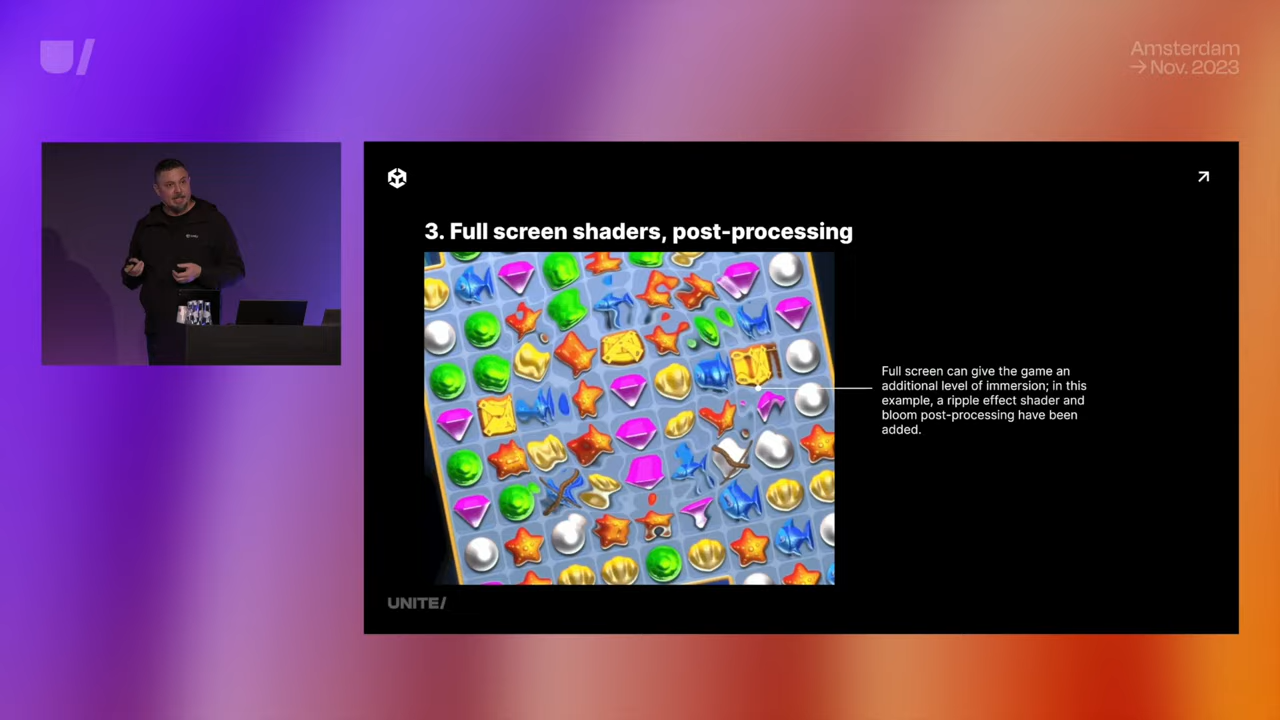 Amsterdam
→ Nov. 2023
3. Full screen shaders, post-processing
Full screen can give the game an
additional level of immersion; in this
example, a ripple effect shader and
bloom post-processing have been
added.
UNITE/